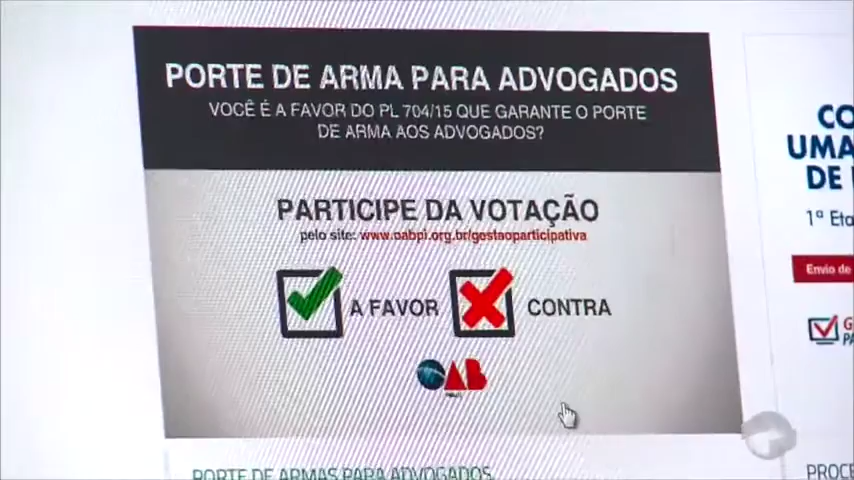 PORTE DE ARMA PARA ADVOGADOS
VOCÊ É A FAVOR DO PL 704/15 QUE GARANTE O PORTE
DE ARMA AOS ADVOGADOS?
PARTICIPE DA VOTAÇÃO
pelo site: www.oabpi.org.br/gestaoparticipativa
A FAVOR
CONTRA
OAB
PORTE DE ARMAS PARA ADVOGADOS
CO
UMA
DE
1ª Eta
Envio de
G
PA
PROCE